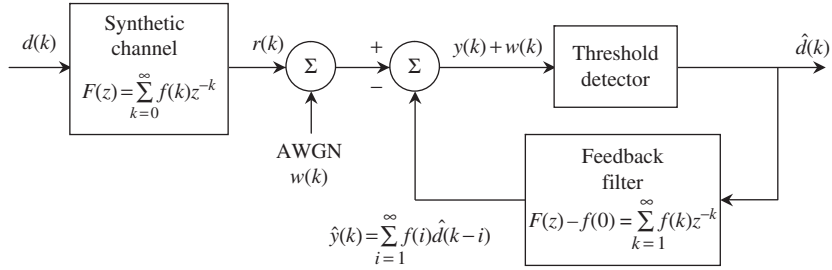 d(k)
Synthetic
channel
F(z) = ∑_{k=0}^{∞} f(k)z^{-k}
r(k)
Σ
AWGN
w(k)
+
−
Σ
y(k) + w(k)
Threshold
detector
d̂(k)
Feedback
filter
F(z) − f(0) = ∑_{k=1}^{∞} f(k)z^{-k}
ŷ(k) = ∑_{i=1}^{∞} f(i)d̂(k−i)